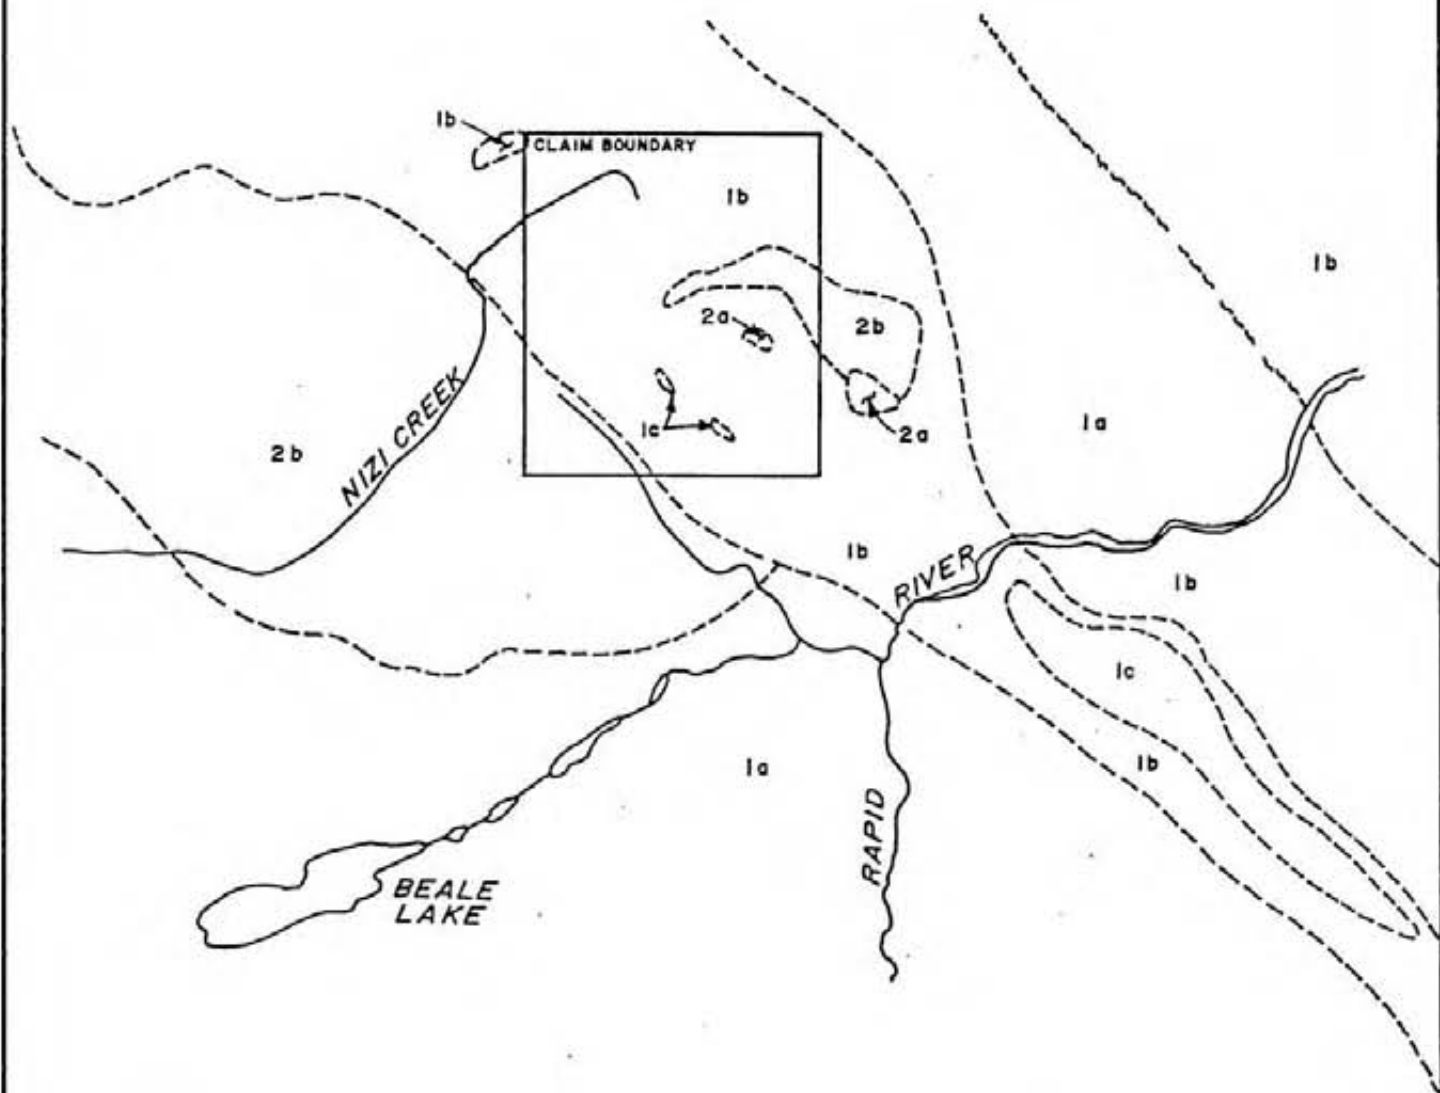 1b
CLAIM BOUNDARY
1b
1b
2a
2b
1a
2a
1c
2b
NIZI CREEK
1b
RIVER
1b
1c
1a
1b
RAPID
BEALE
LAKE